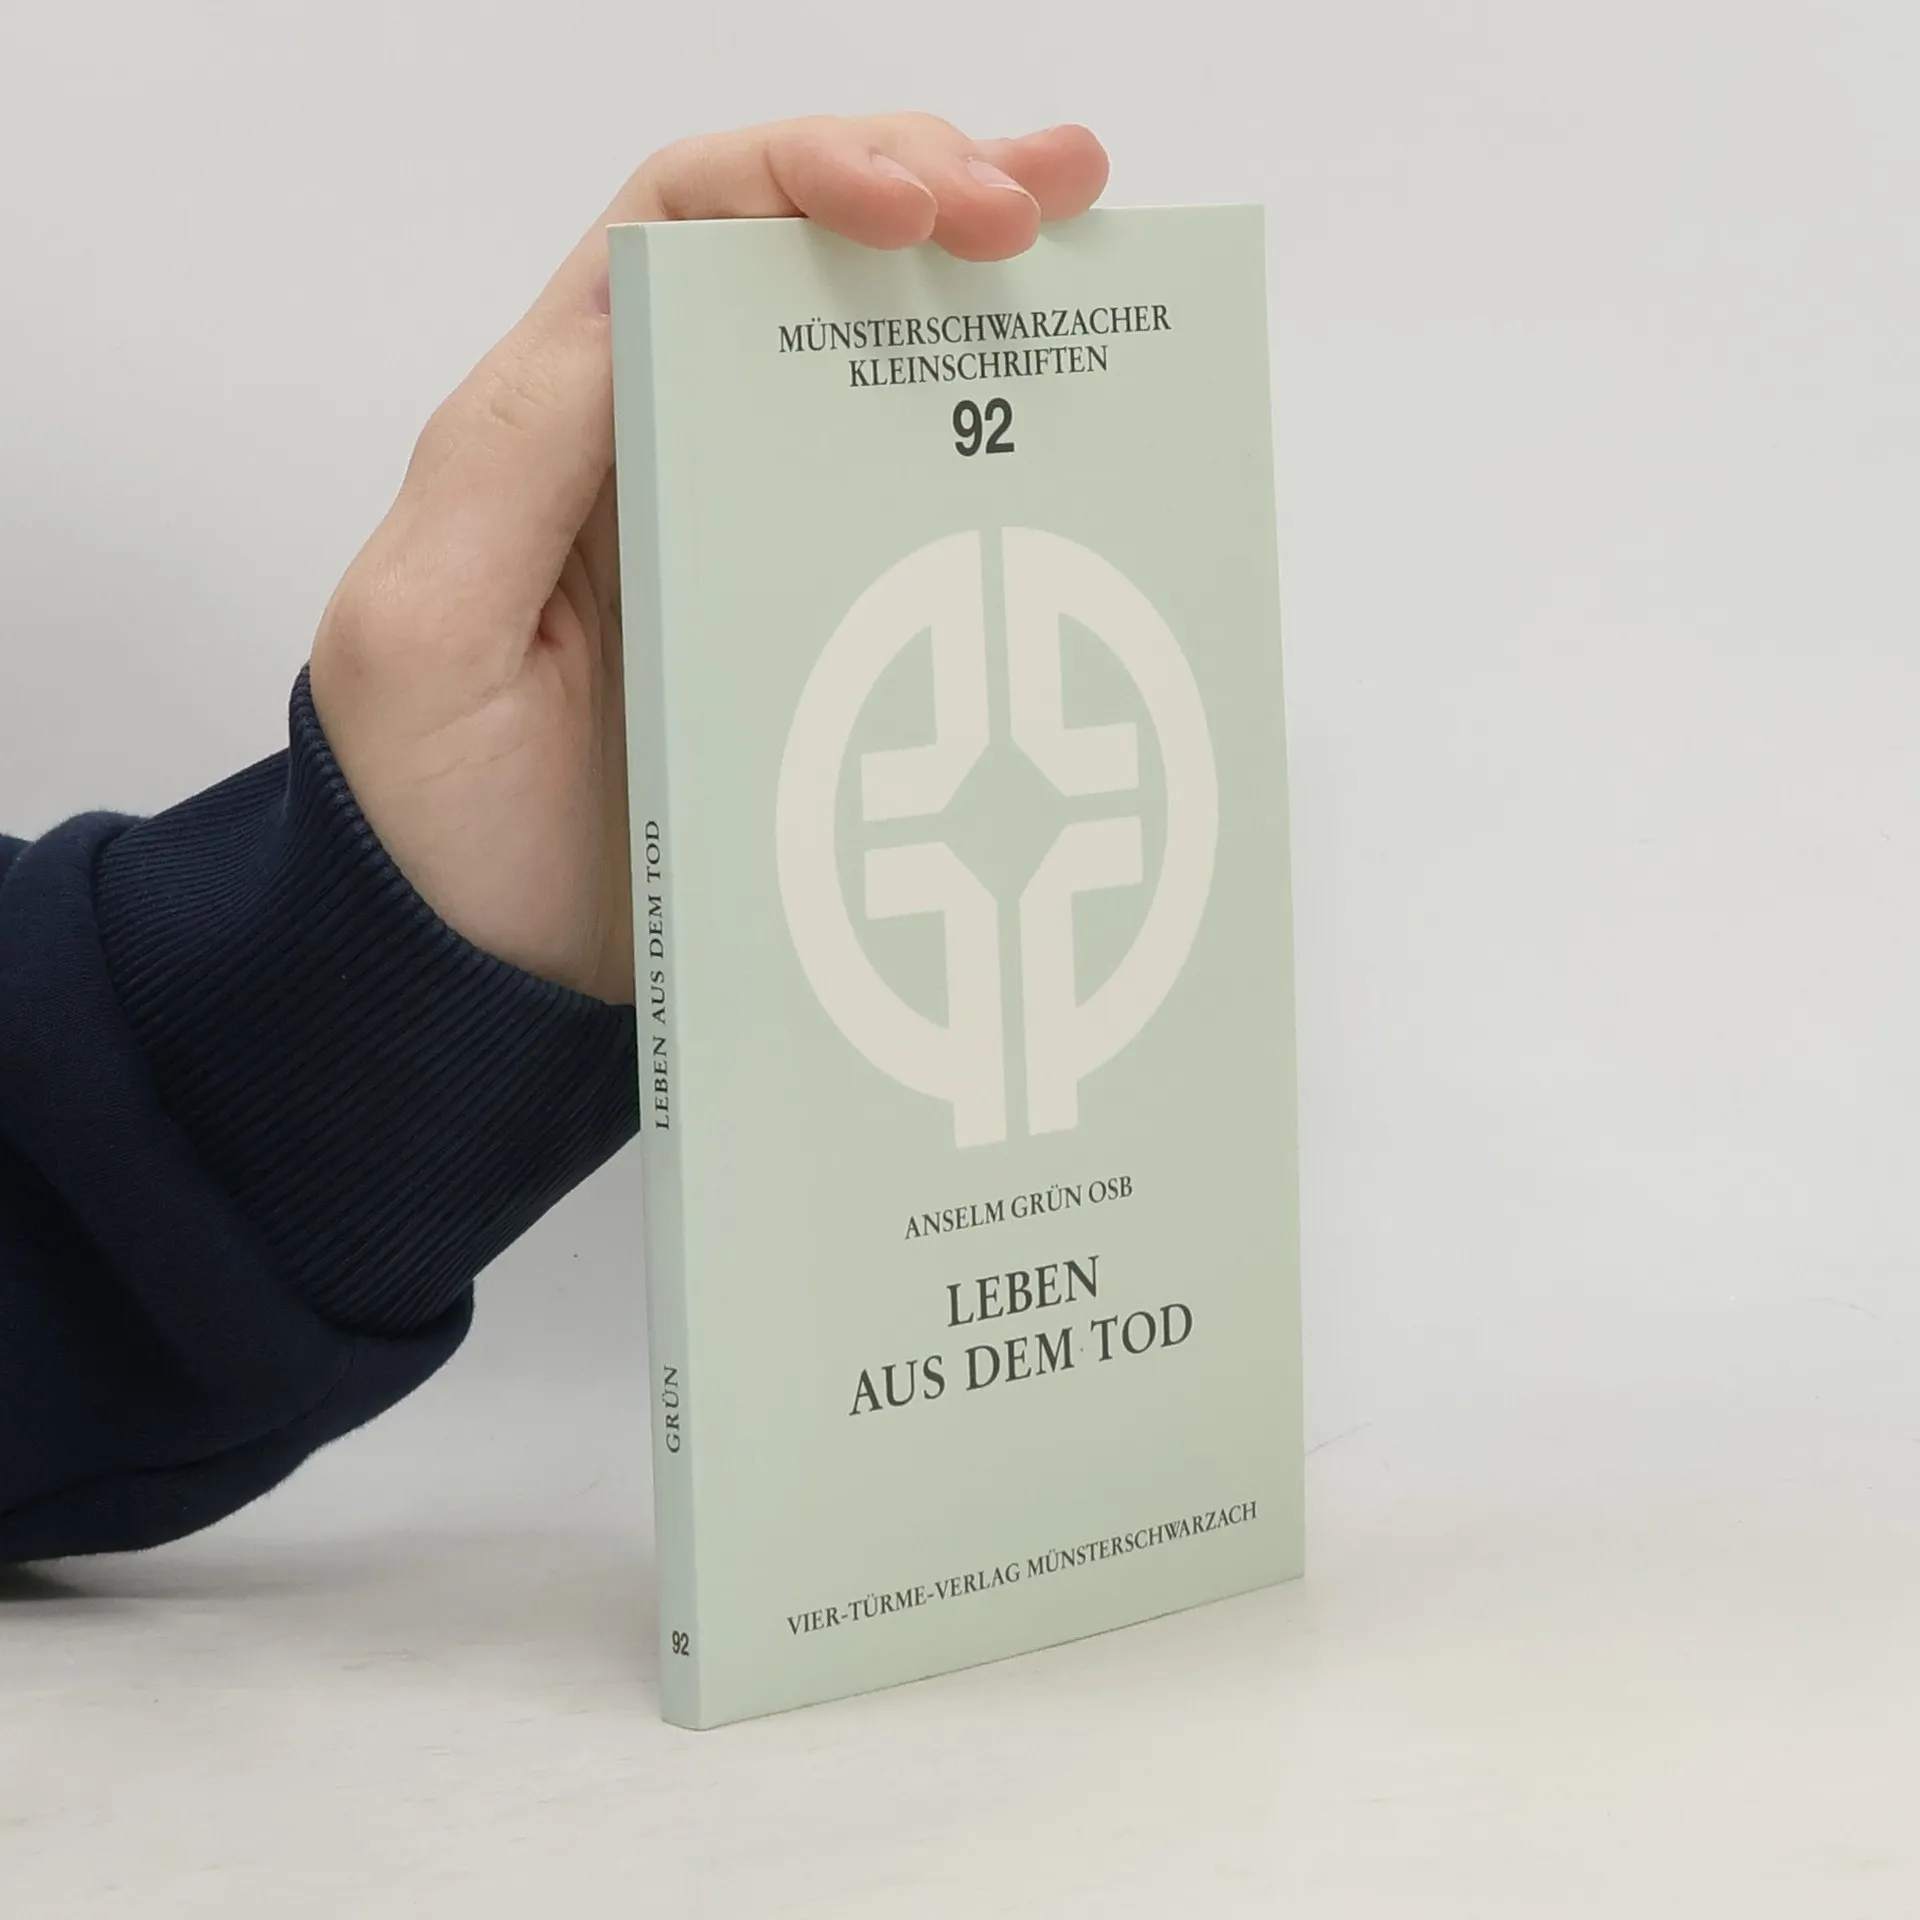 MÜNSTERSCHWARZACHER
KLEINSCHRIFTEN
92
ANSELM GRÜN OSB
LEBEN
AUS DEM TOD
VIER-TÜRME-VERLAG MÜNSTERSCHWARZACH
LEBEN AUS DEM TOD
GRÜN
92